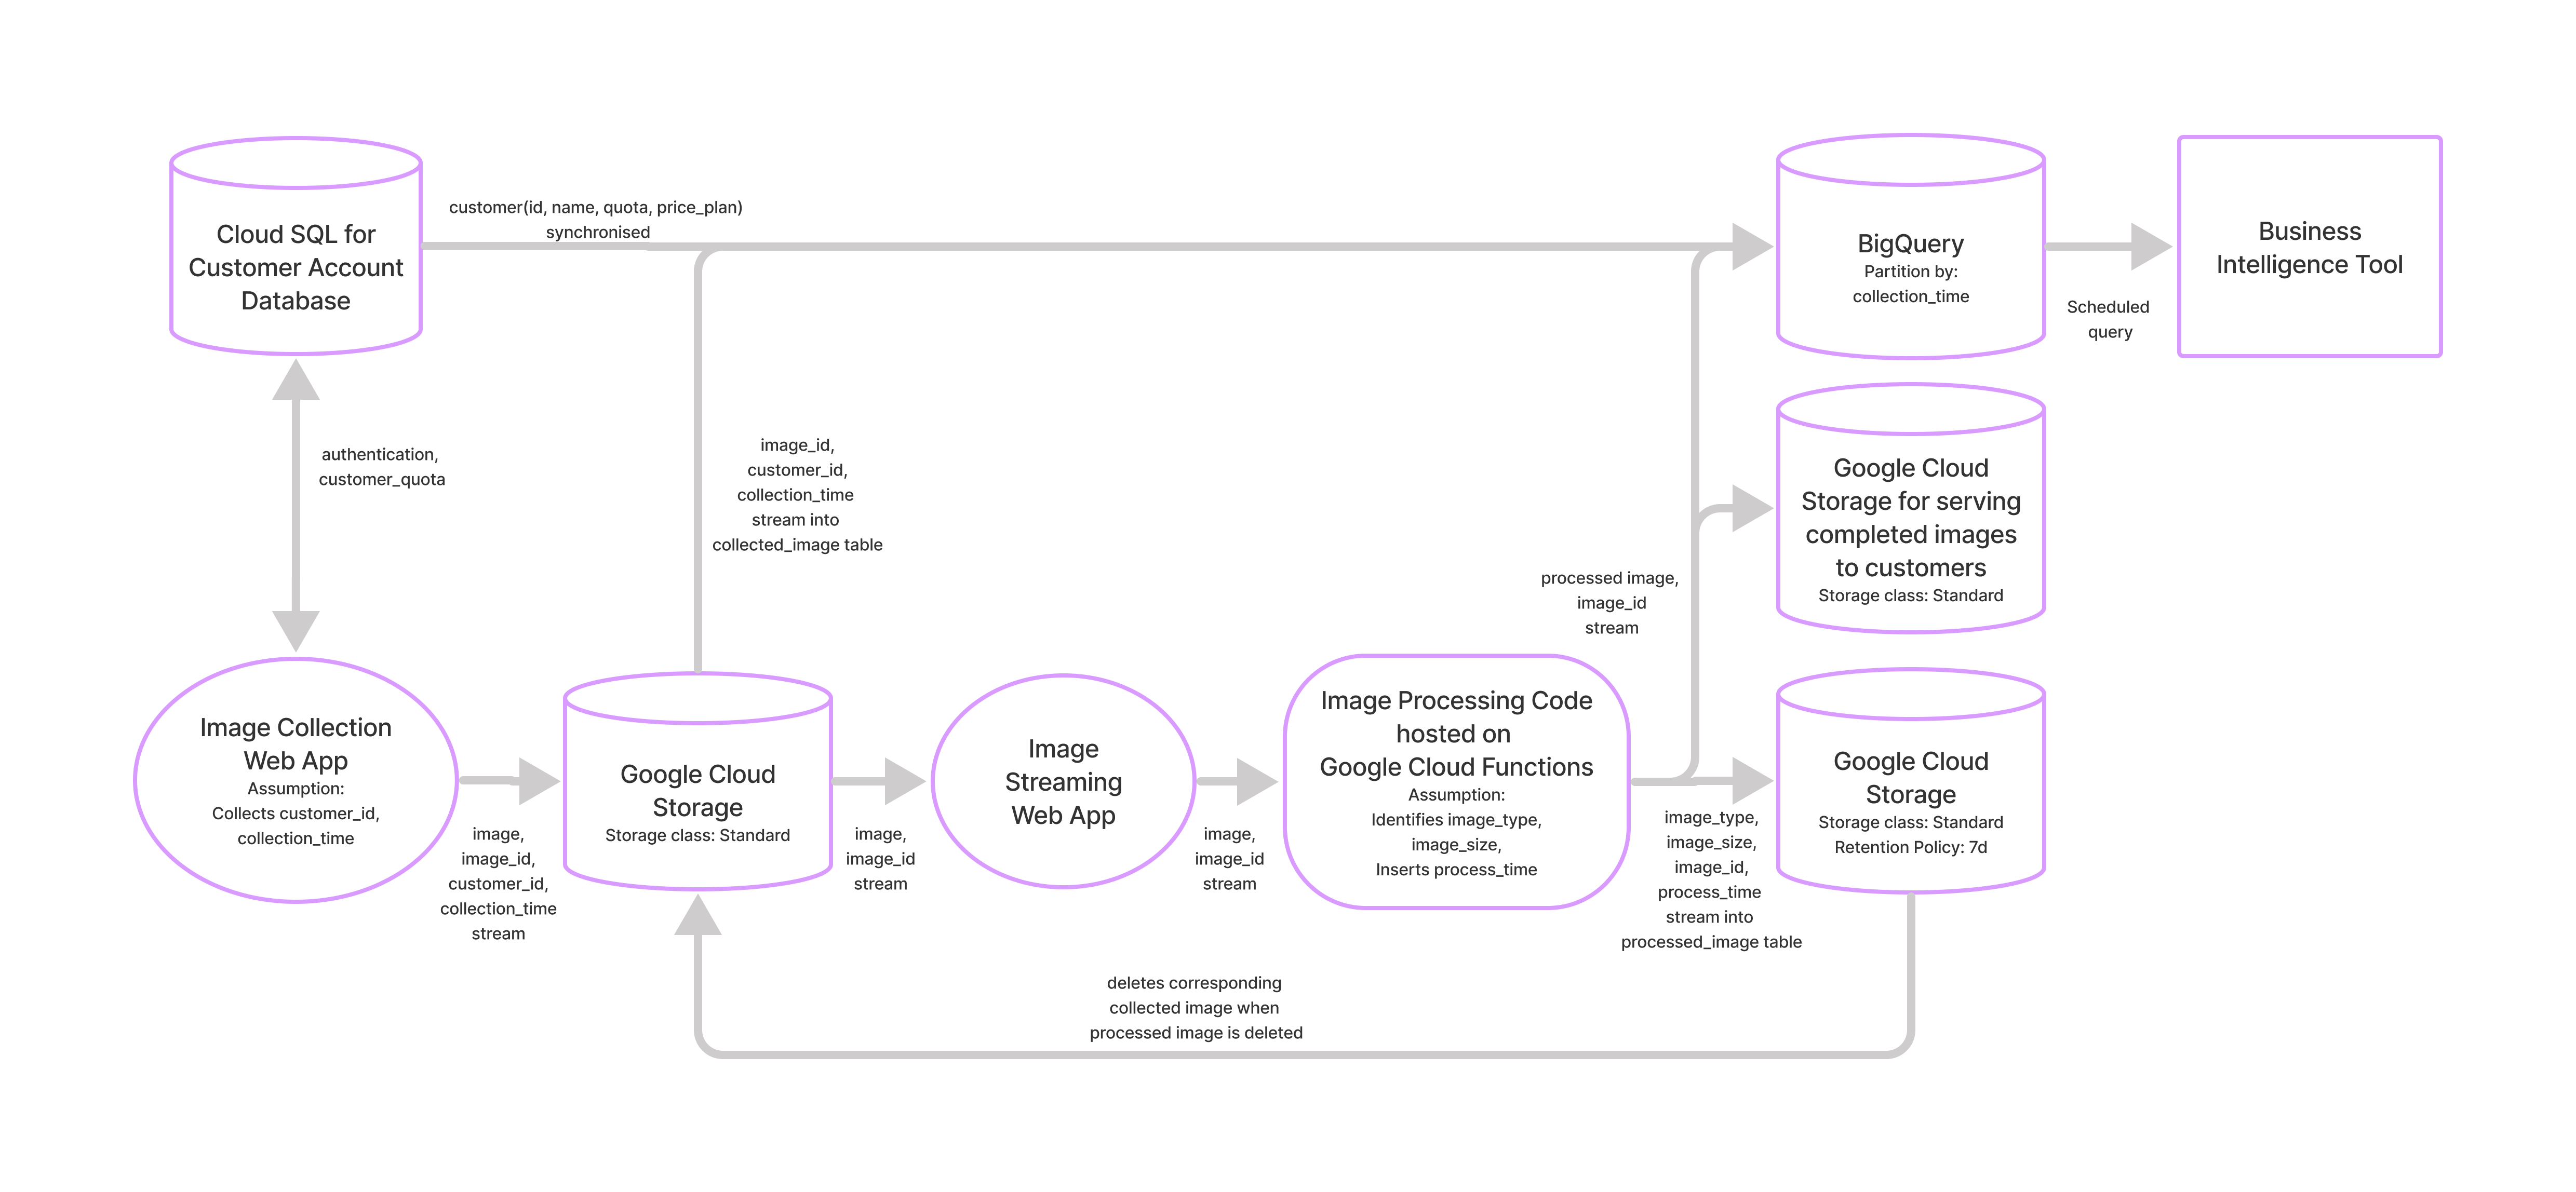 Cloud SQL for
Customer Account
Database
customer(id, name, quota, price_plan)
synchronised
BigQuery
Partition by:
collection_time
Scheduled
query
Business
Intelligence Tool
authentication,
customer_quota
image_id,
customer_id,
collection_time
stream into
collected_image table
processed image,
image_id
stream
Google Cloud
Storage for serving
completed images
to customers
Storage class: Standard
Image Collection
Web App
Assumption:
Collects customer_id,
collection_time
image,
image_id,
customer_id,
collection_time
stream
Google Cloud
Storage
Storage class: Standard
image,
image_id
stream
Image
Streaming
Web App
image,
image_id
stream
Image Processing Code
hosted on
Google Cloud Functions
Assumption:
Identifies image_type,
image_size,
Inserts process_time
image_type,
image_size,
image_id,
process_time
stream into
processed_image table
Google Cloud
Storage
Storage class: Standard
Retention Policy: 7d
deletes corresponding
collected image when
processed image is deleted